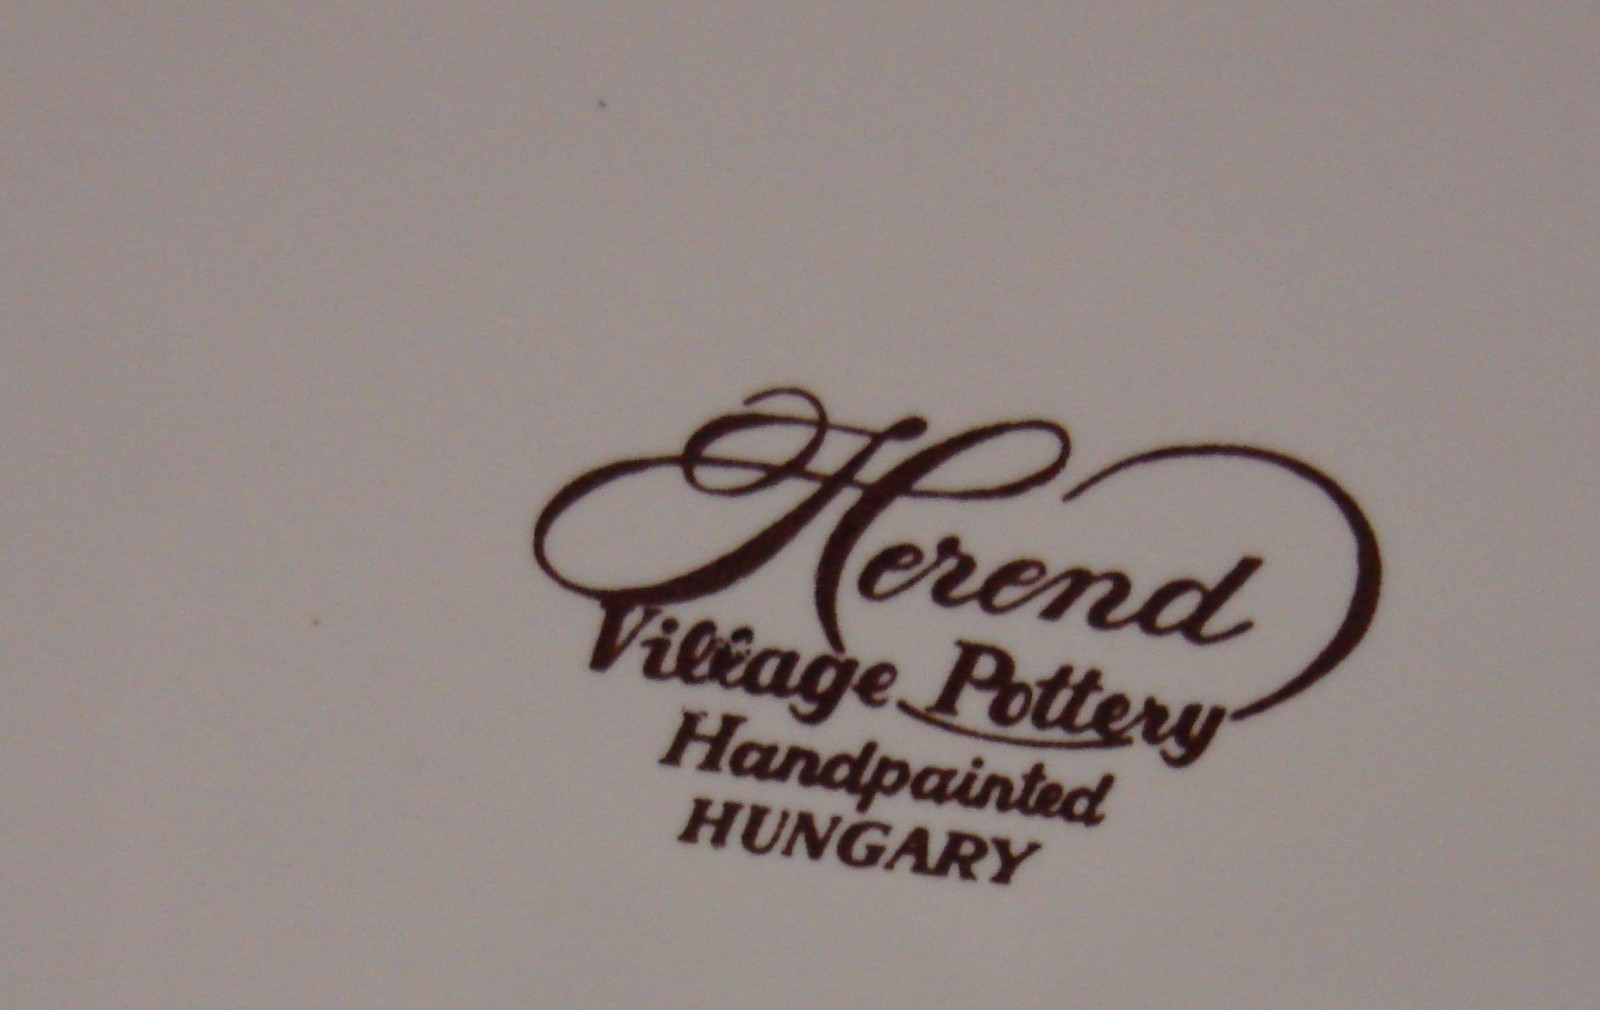 Herend
Village Pottery
Handpainted
HUNGARY